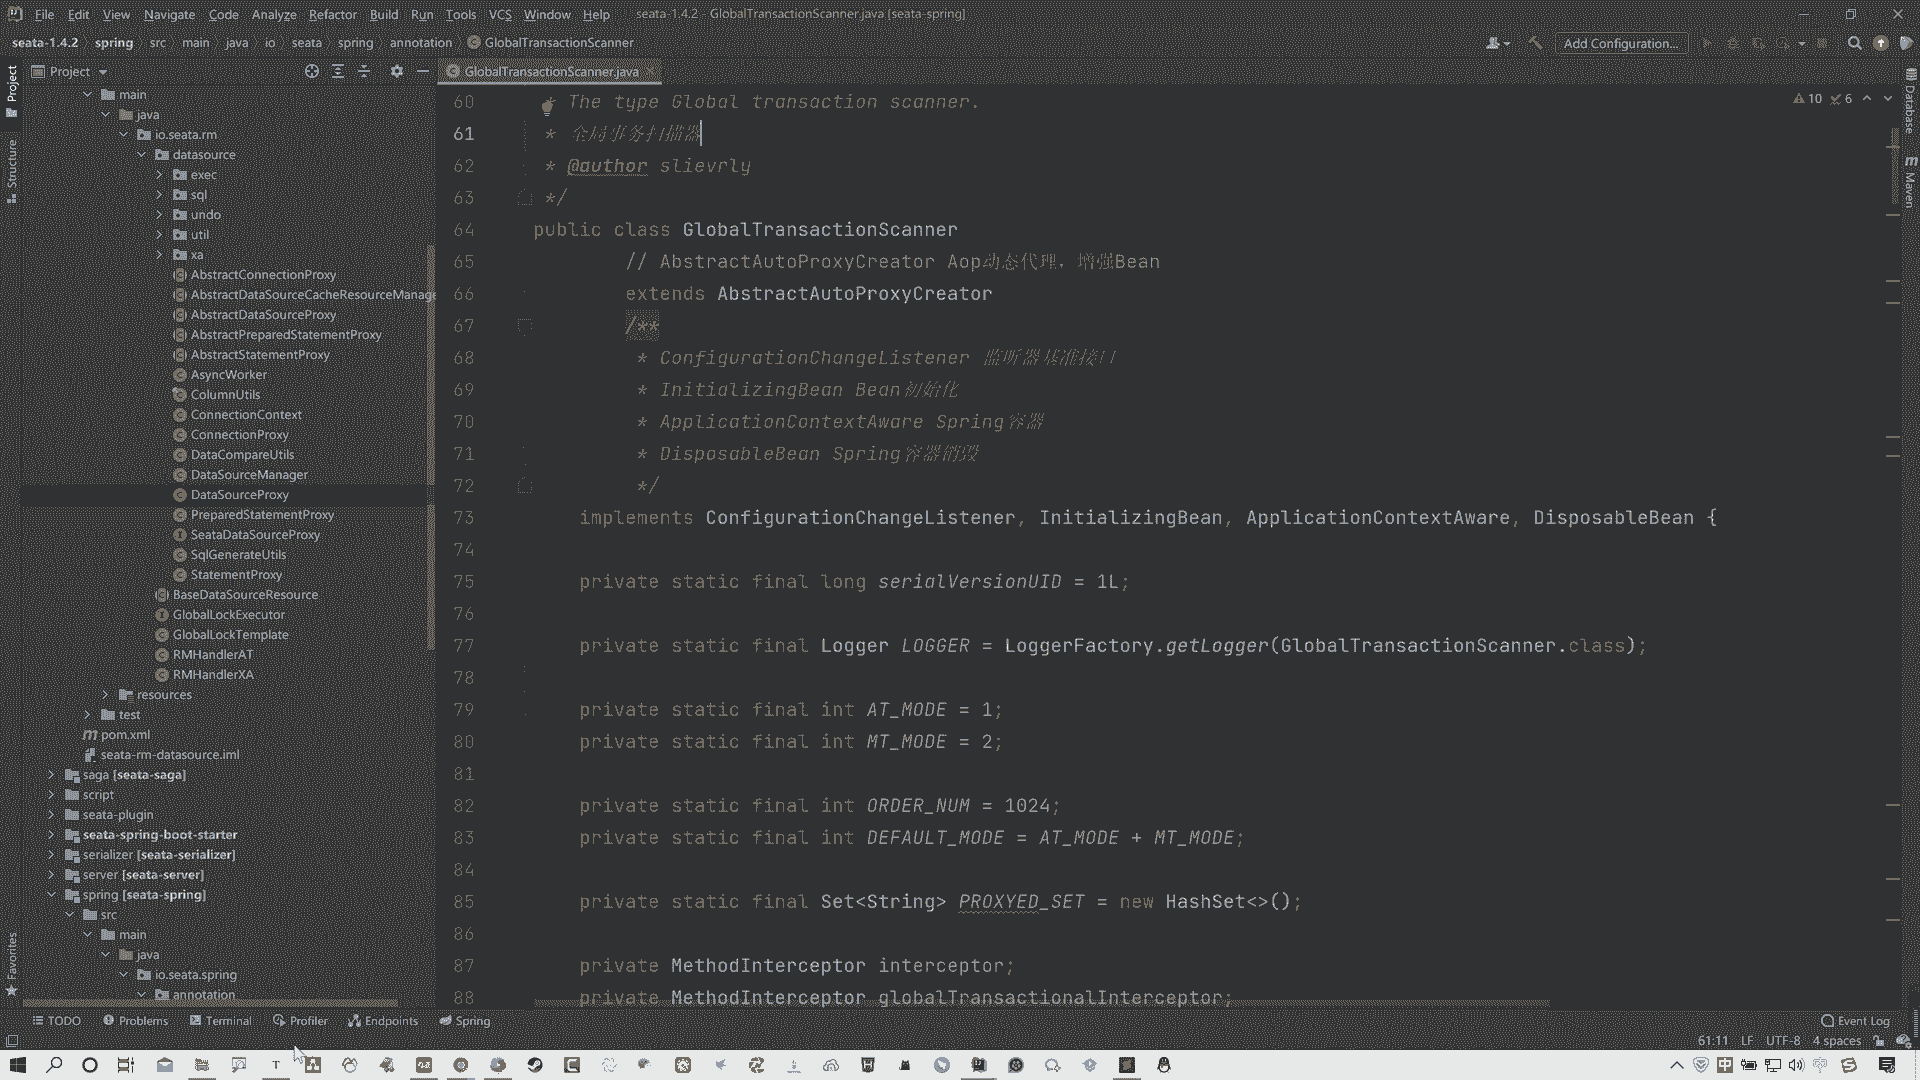 File Edit View Navigate Code Analyze Refactor Build Run Tools VCS Window Help seata-1.4.2 - GlobalTransactionScanner.java [seata-spring]
seata-1.4.2 spring src main java io seata spring annotation GlobalTransactionScanner Add Configuration...
Project
GlobalTransactionScanner.java
Project
Structure
Favorites
main
java
io.seata.rm
datasource
exec
sql
undo
util
xa
AbstractConnectionProxy
AbstractDataSourceCacheResourceManage
AbstractDataSourceProxy
AbstractPreparedStatementProxy
AbstractStatementProxy
AsyncWorker
ColumnUtils
ConnectionContext
ConnectionProxy
DataCompareUtils
DataSourceManager
DataSourceProxy
PreparedStatementProxy
SeataDataSourceProxy
SqlGenerateUtils
StatementProxy
BaseDataSourceResource
GlobalLockExecutor
GlobalLockTemplate
RMHandlerAT
RMHandlerXA
resources
test
pom.xml
seata-rm-datasource.iml
saga [seata-saga]
script
seata-plugin
seata-spring-boot-starter
serializer [seata-serializer]
server [seata-server]
spring [seata-spring]
src
main
java
io.seata.spring
annotation
60 * The type Global transaction scanner.
61 * 全局事务扫描器
62 * @author slievrly
63 */
64 public class GlobalTransactionScanner
65 // AbstractAutoProxyCreator Aop动态代理，增强Bean
66 extends AbstractAutoProxyCreator
67 /**
68 * ConfigurationChangeListener 监听器基准接口
69 * InitializingBean Bean初始化
70 * ApplicationContextAware Spring容器
71 * DisposableBean Spring容器销毁
72 */
73 implements ConfigurationChangeListener, InitializingBean, ApplicationContextAware, DisposableBean {
74
75 private static final long serialVersionUID = 1L;
76
77 private static final Logger LOGGER = LoggerFactory.getLogger(GlobalTransactionScanner.class);
78
79 private static final int AT_MODE = 1;
80 private static final int MT_MODE = 2;
81
82 private static final int ORDER_NUM = 1024;
83 private static final int DEFAULT_MODE = AT_MODE + MT_MODE;
84
85 private static final Set<String> PROXYED_SET = new HashSet<>();
86
87 private MethodInterceptor interceptor;
88 private MethodInterceptor globalTransactionalInterceptor;
10 6
Database
Maven
TODO Problems Terminal Profiler Endpoints Spring Event Log
61:11 LF UTF-8 4 spaces
中